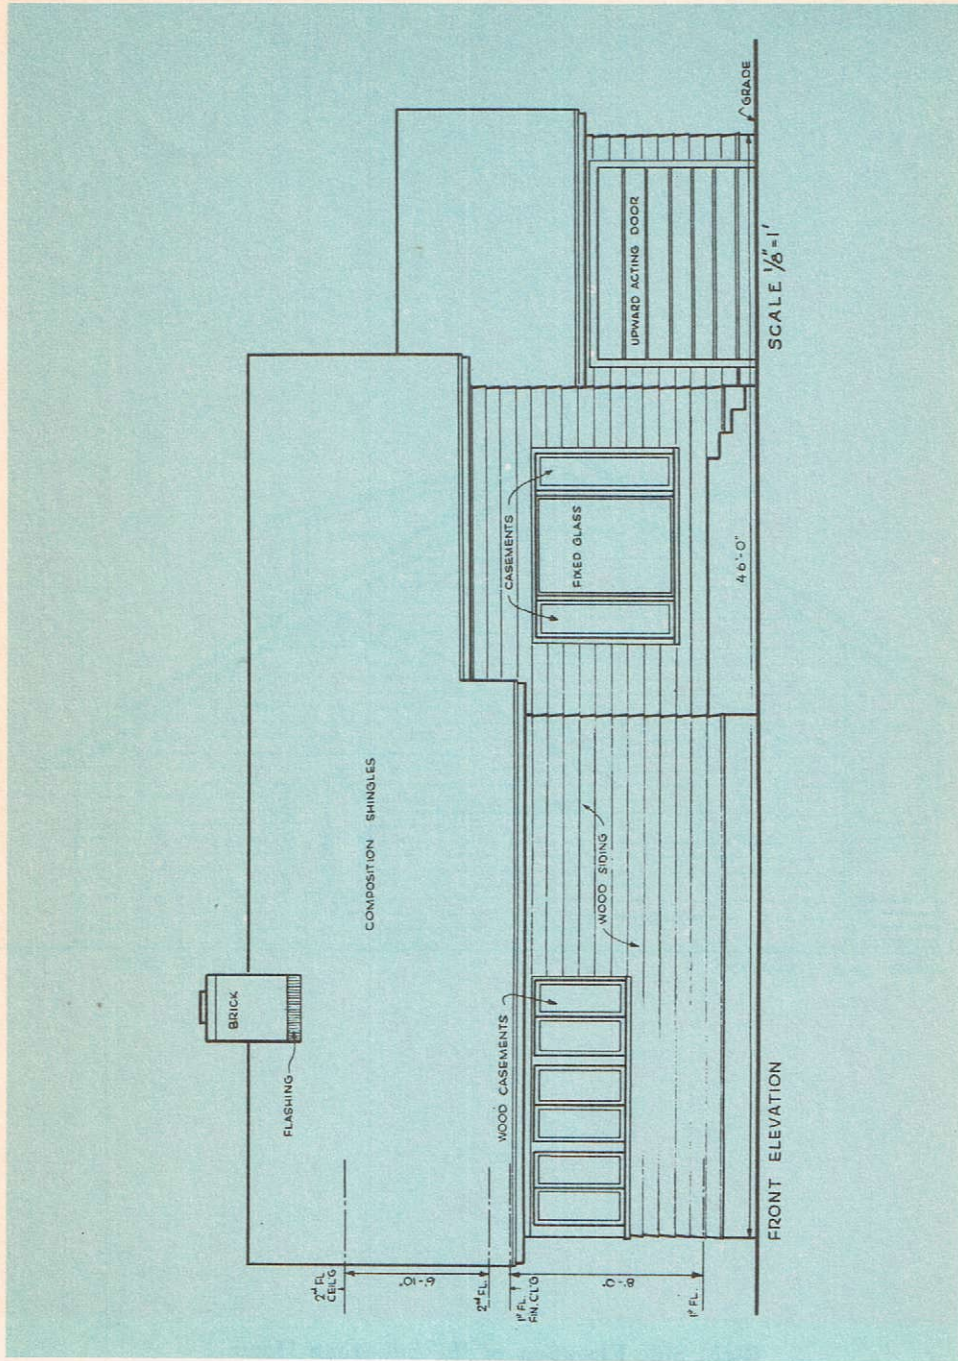 BRICK
FLASHING
COMPOSITION SHINGLES
2nd FL.
CEIL'G
6'-10"
2nd FL.
1st FL.
FIN. CL'G
8'-0"
1st FL.
WOOD CASEMENTS
WOOD SIDING
CASEMENTS
FIXED GLASS
UPWARD ACTING DOOR
46'-0"
GRADE
FRONT ELEVATION
SCALE 1/8"=1'